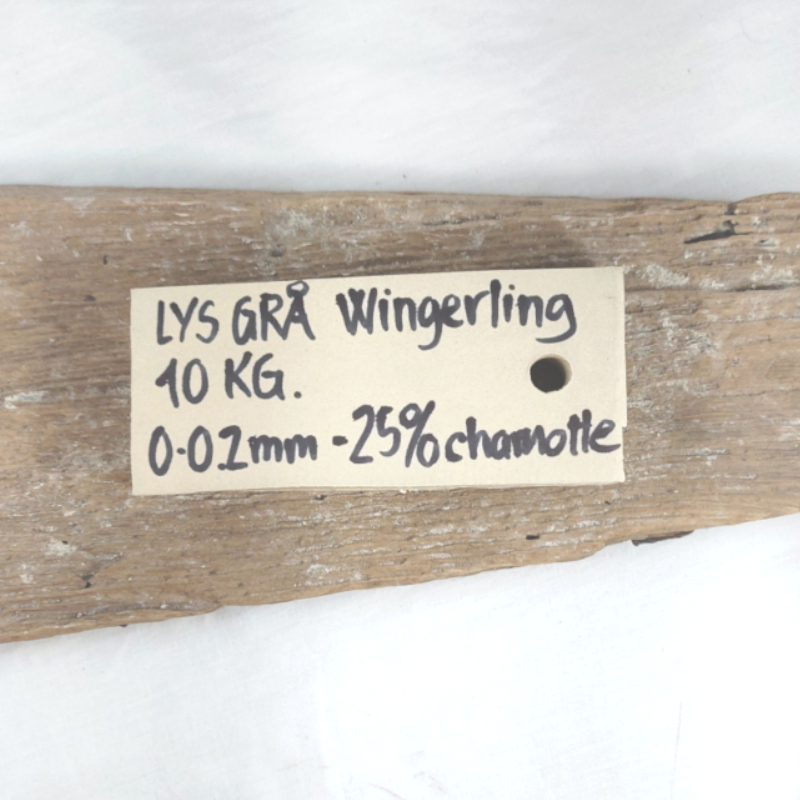 LYS GRÅ Wingerling
10 KG.
0-0.2mm - 25% chamotte